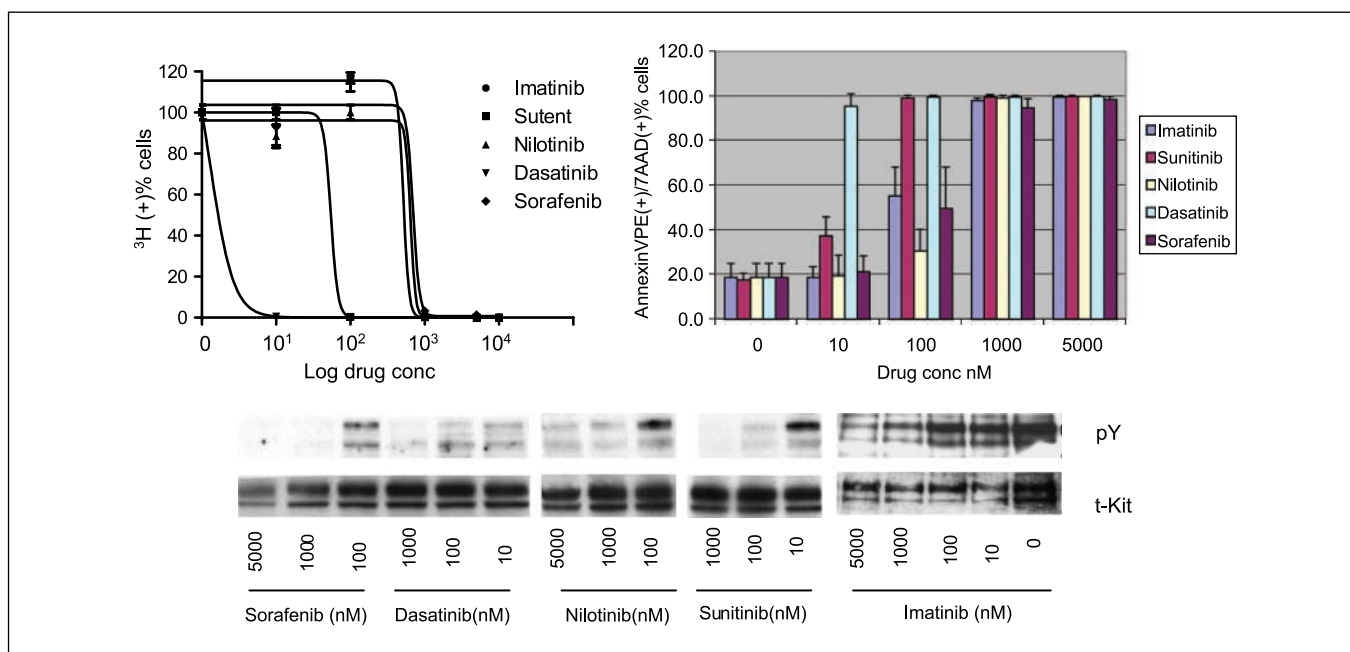 120
100
80
60
40
20
0
³H (+)% cells
0 10¹ 10² 10³ 10⁴
Log drug conc
Imatinib
Sutent
Nilotinib
Dasatinib
Sorafenib
120.0
100.0
80.0
60.0
40.0
20.0
0.0
AnnexinVPE(+)/7AAD(+)% cells
0 10 100 1000 5000
Drug conc nM
Imatinib
Sunitinib
Nilotinib
Dasatinib
Sorafenib
pY
t-Kit
5000 1000 100 1000 100 10 5000 1000 100 1000 100 10 5000 1000 100 10 0
Sorafenib (nM) Dasatinib(nM) Nilotinib(nM) Sunitinib(nM) Imatinib (nM)